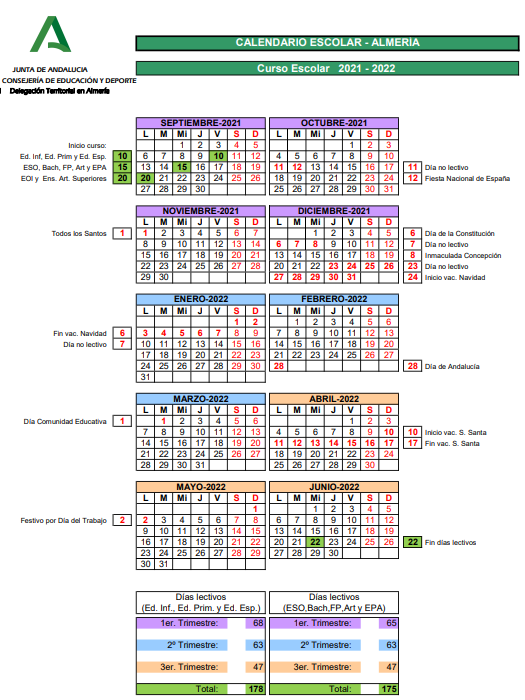 JUNTA DE ANDALUCIA
CONSEJERÍA DE EDUCACIÓN Y DEPORTE
Delegación Territorial en Almería
CALENDARIO ESCOLAR - ALMERÍA
Curso Escolar 2021 - 2022
SEPTIEMBRE-2021
L M Mi J V S D
1 2 3 4 5
6 7 8 9 10 11 12
13 14 15 16 17 18 19
20 21 22 23 24 25 26
27 28 29 30
Inicio curso:
Ed. Inf, Ed. Prim y Ed. Esp. 10
ESO, Bach, FP, Art y EPA 15
EOI y Ens. Art. Superiores 20
OCTUBRE-2021
L M Mi J V S D
1 2 3
4 5 6 7 8 9 10
11 12 13 14 15 16 17
18 19 20 21 22 23 24
25 26 27 28 29 30 31
11 Día no lectivo
12 Fiesta Nacional de España
NOVIEMBRE-2021
L M Mi J V S D
1 2 3 4 5 6 7
8 9 10 11 12 13 14
15 16 17 18 19 20 21
22 23 24 25 26 27 28
29 30
Todos los Santos 1
DICIEMBRE-2021
L M Mi J V S D
1 2 3 4 5
6 7 8 9 10 11 12
13 14 15 16 17 18 19
20 21 22 23 24 25 26
27 28 29 30 31
6 Día de la Constitución
7 Día no lectivo
8 Inmaculada Concepción
23 Día no lectivo
24 Inicio vac. Navidad
ENERO-2022
L M Mi J V S D
1 2
3 4 5 6 7 8 9
10 11 12 13 14 15 16
17 18 19 20 21 22 23
24 25 26 27 28 29 30
31
Fin vac. Navidad 6
Día no lectivo 7
FEBRERO-2022
L M Mi J V S D
1 2 3 4 5 6
7 8 9 10 11 12 13
14 15 16 17 18 19 20
21 22 23 24 25 26 27
28
28 Día de Andalucía
MARZO-2022
L M Mi J V S D
1 2 3 4 5 6
7 8 9 10 11 12 13
14 15 16 17 18 19 20
21 22 23 24 25 26 27
28 29 30 31
Día Comunidad Educativa 1
ABRIL-2022
L M Mi J V S D
1 2 3
4 5 6 7 8 9 10
11 12 13 14 15 16 17
18 19 20 21 22 23 24
25 26 27 28 29 30
10 Inicio vac. S. Santa
17 Fin vac. S. Santa
MAYO-2022
L M Mi J V S D
1
2 3 4 5 6 7 8
9 10 11 12 13 14 15
16 17 18 19 20 21 22
23 24 25 26 27 28 29
30 31
Festivo por Día del Trabajo 2
JUNIO-2022
L M Mi J V S D
1 2 3 4 5
6 7 8 9 10 11 12
13 14 15 16 17 18 19
20 21 22 23 24 25 26
27 28 29 30
22 Fin días lectivos
Días lectivos
(Ed. Inf., Ed. Prim. y Ed. Esp.)
1er. Trimestre: 68
2º Trimestre: 63
3er. Trimestre: 47
Total: 178
Días lectivos
(ESO,Bach,FP,Art y EPA)
1er. Trimestre: 65
2º Trimestre: 63
3er. Trimestre: 47
Total: 175